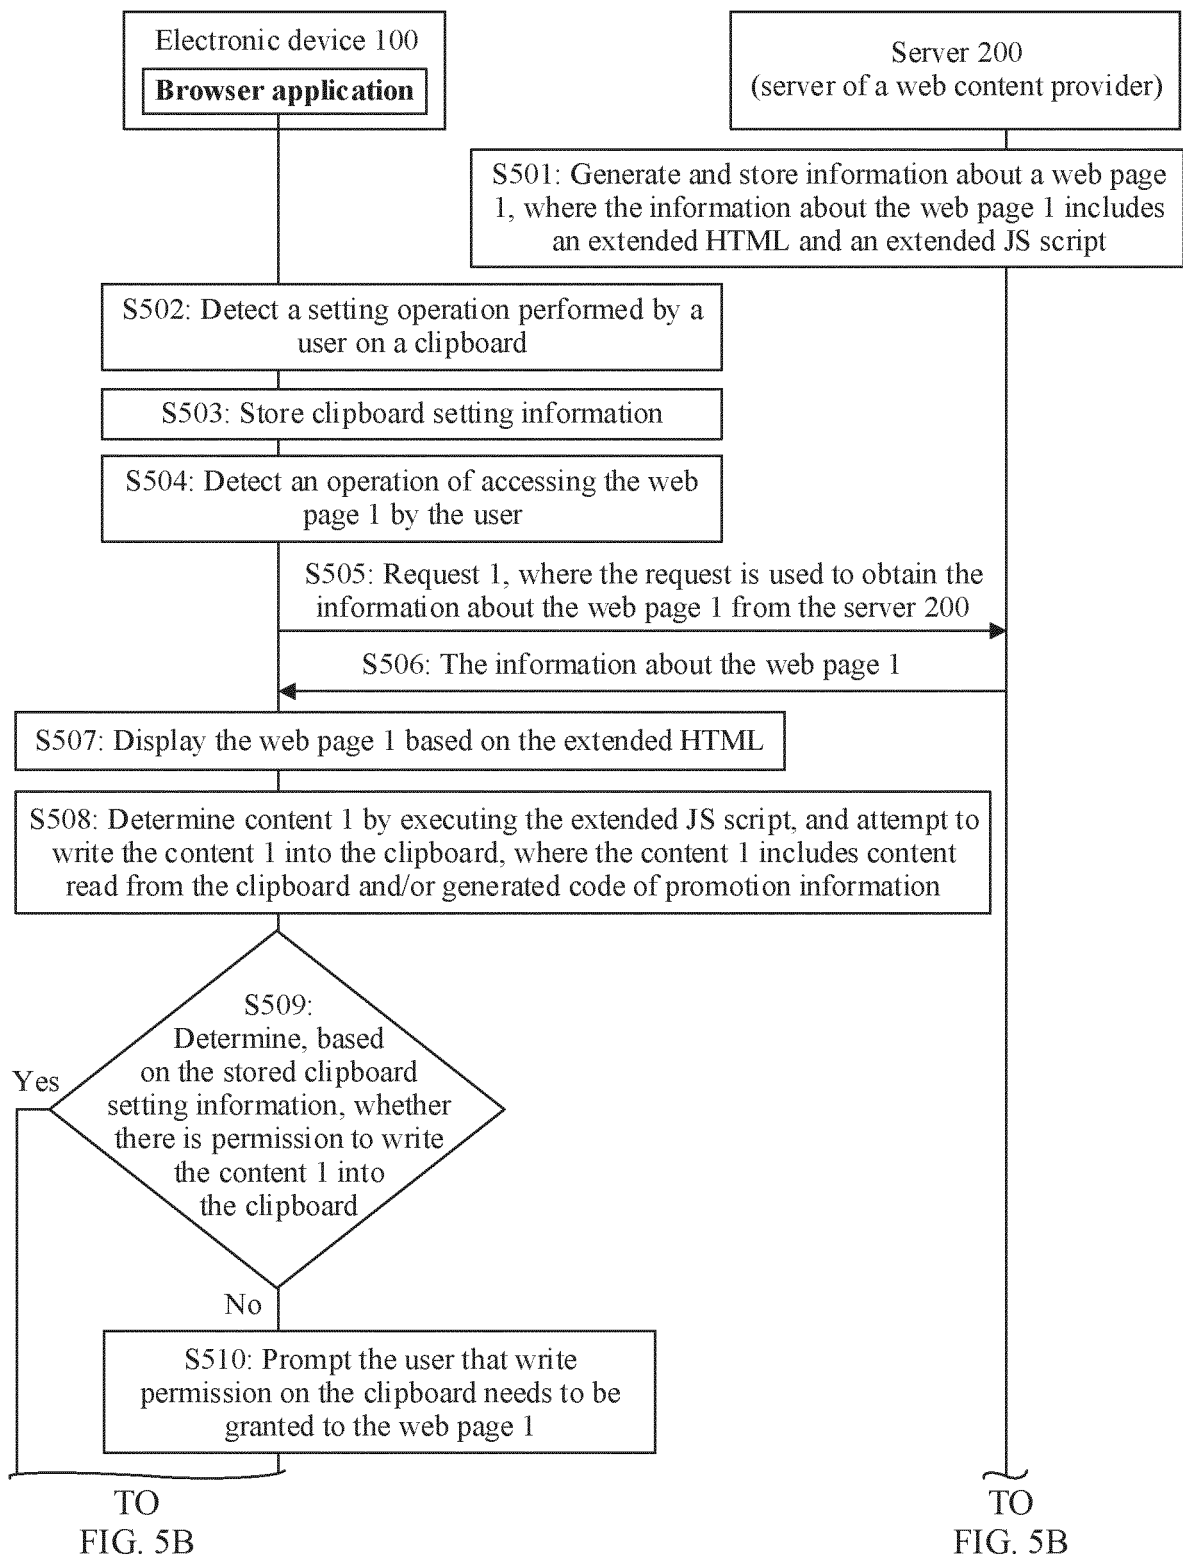 Electronic device 100
Browser application
Server 200
(server of a web content provider)
S501: Generate and store information about a web page
1, where the information about the web page 1 includes
an extended HTML and an extended JS script
S502: Detect a setting operation performed by a
user on a clipboard
S503: Store clipboard setting information
S504: Detect an operation of accessing the web
page 1 by the user
S505: Request 1, where the request is used to obtain the
information about the web page 1 from the server 200
S506: The information about the web page 1
S507: Display the web page 1 based on the extended HTML
S508: Determine content 1 by executing the extended JS script, and attempt to
write the content 1 into the clipboard, where the content 1 includes content
read from the clipboard and/or generated code of promotion information
S509:
Determine, based
on the stored clipboard
setting information, whether
there is permission to write
the content 1 into
the clipboard
Yes
No
S510: Prompt the user that write
permission on the clipboard needs to be
granted to the web page 1
TO
FIG. 5B
TO
FIG. 5B